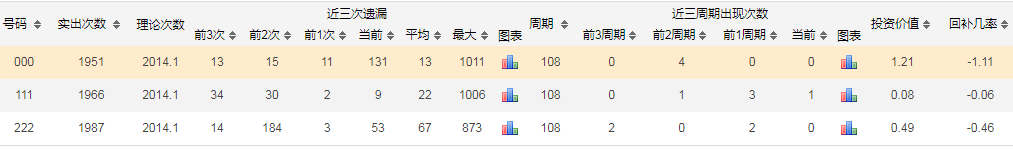 号码 实出次数 理论次数 近三次遗漏 周期 近三周期出现次数 投资价值 回补几率
前3次 前2次 前1次 当前 平均 最大 图表 前3周期 前2周期 前1周期 当前 图表
000 1951 2014.1 13 15 11 131 13 1011 108 0 4 0 0 1.21 -1.11
111 1966 2014.1 34 30 2 9 22 1006 108 0 1 3 1 0.08 -0.06
222 1987 2014.1 14 184 3 53 67 873 108 2 0 2 0 0.49 -0.46